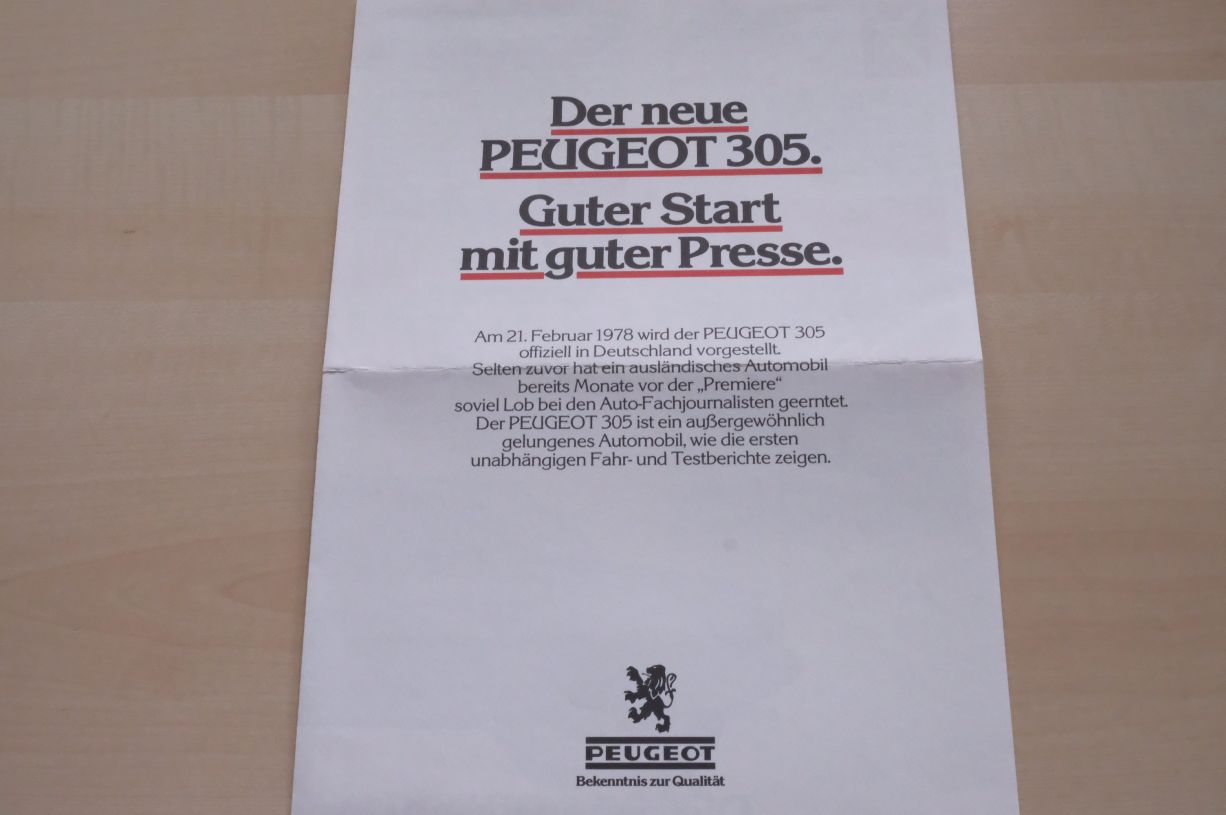 Der neue
PEUGEOT 305.
Guter Start
mit guter Presse.
Am 21. Februar 1978 wird der PEUGEOT 305
offiziell in Deutschland vorgestellt.
Selten zuvor hat ein ausländisches Automobil
bereits Monate vor der „Premiere“
soviel Lob bei den Auto-Fachjournalisten geerntet.
Der PEUGEOT 305 ist ein außergewöhnlich
gelungenes Automobil, wie die ersten
unabhängigen Fahr- und Testberichte zeigen.
PEUGEOT
Bekenntnis zur Qualität